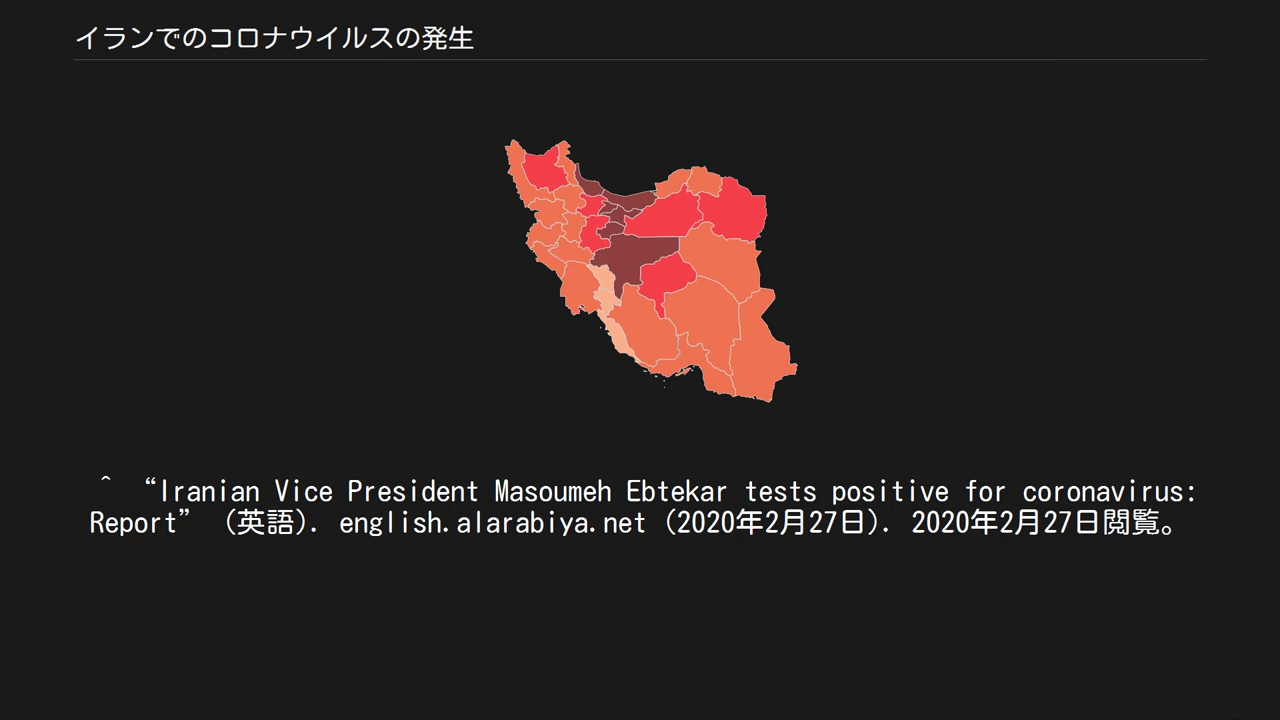 イランでのコロナウイルスの発生
^ “Iranian Vice President Masoumeh Ebtekar tests positive for coronavirus:
Report” (英語). english.alarabiya.net (2020年2月27日). 2020年2月27日閲覧。